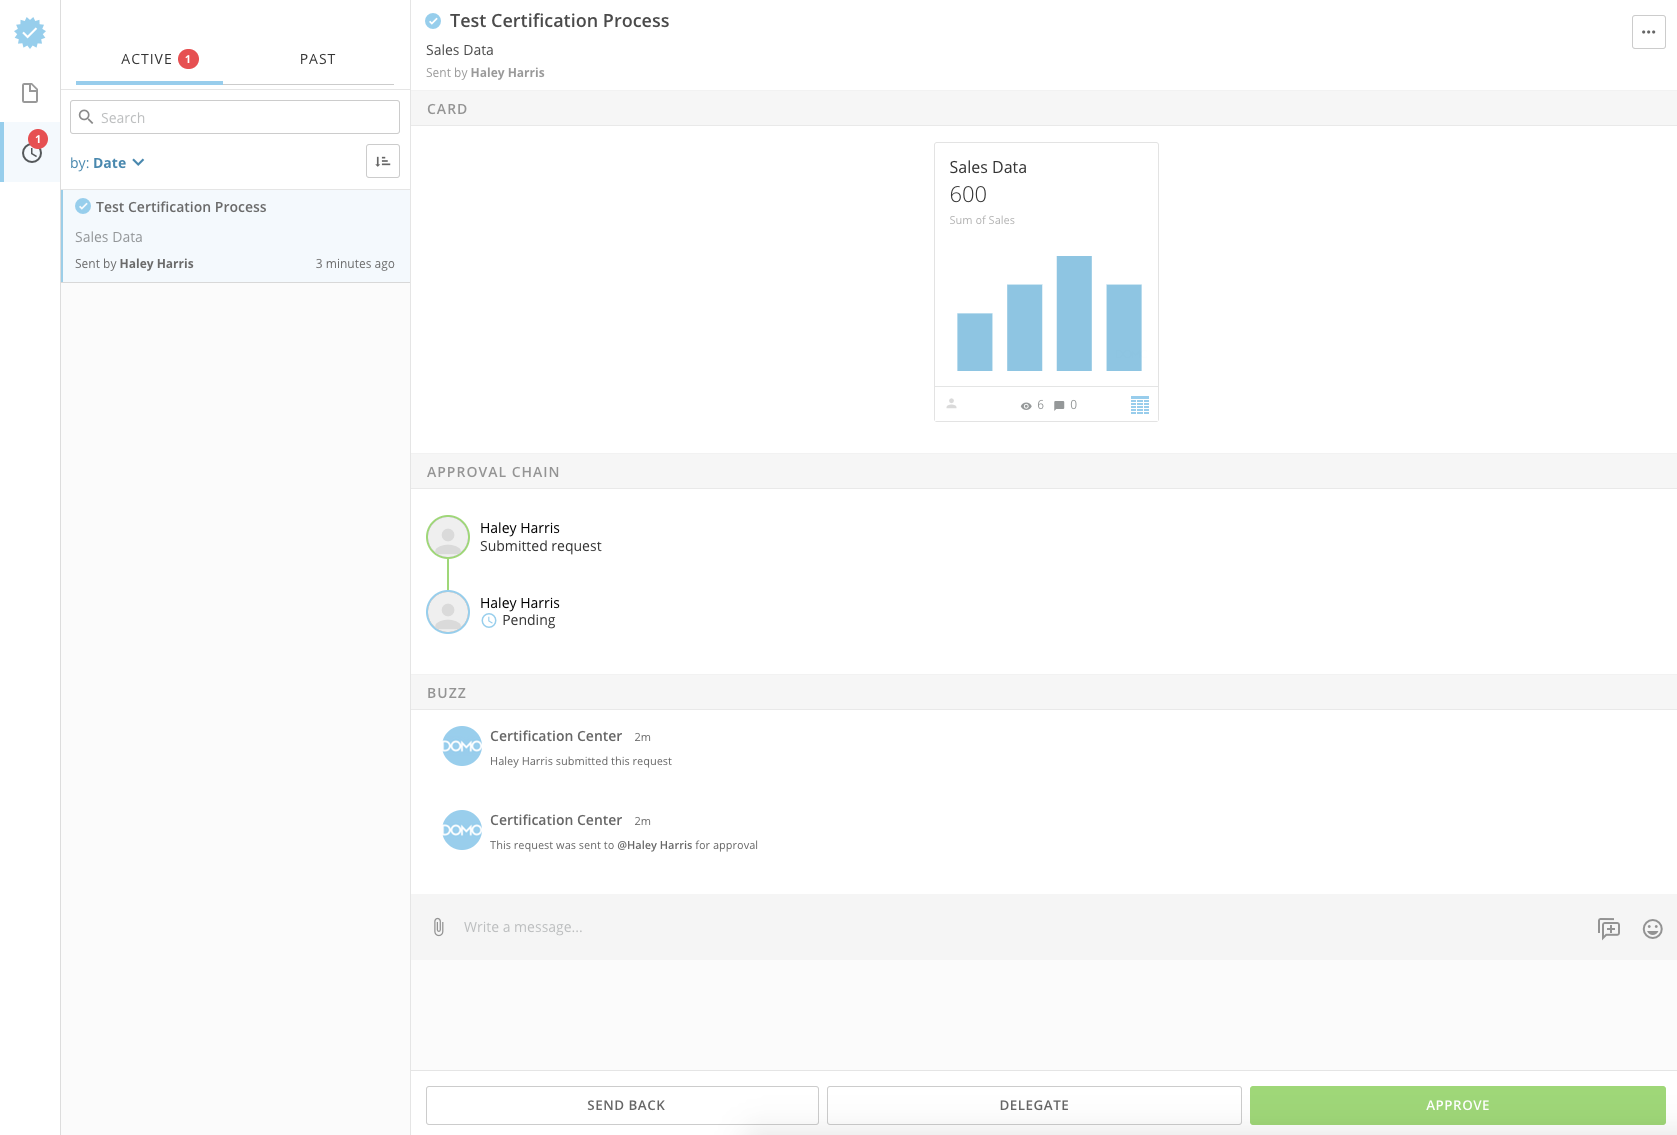 1
ACTIVE 1
PAST
Search
by: Date
Test Certification Process
Sales Data
Sent by Haley Harris
3 minutes ago
Test Certification Process
Sales Data
Sent by Haley Harris
CARD
Sales Data
600
Sum of Sales
6 0
APPROVAL CHAIN
Haley Harris
Submitted request
Haley Harris
Pending
BUZZ
DOMO
Certification Center 2m
Haley Harris submitted this request
DOMO
Certification Center 2m
This request was sent to @Haley Harris for approval
Write a message...
SEND BACK
DELEGATE
APPROVE